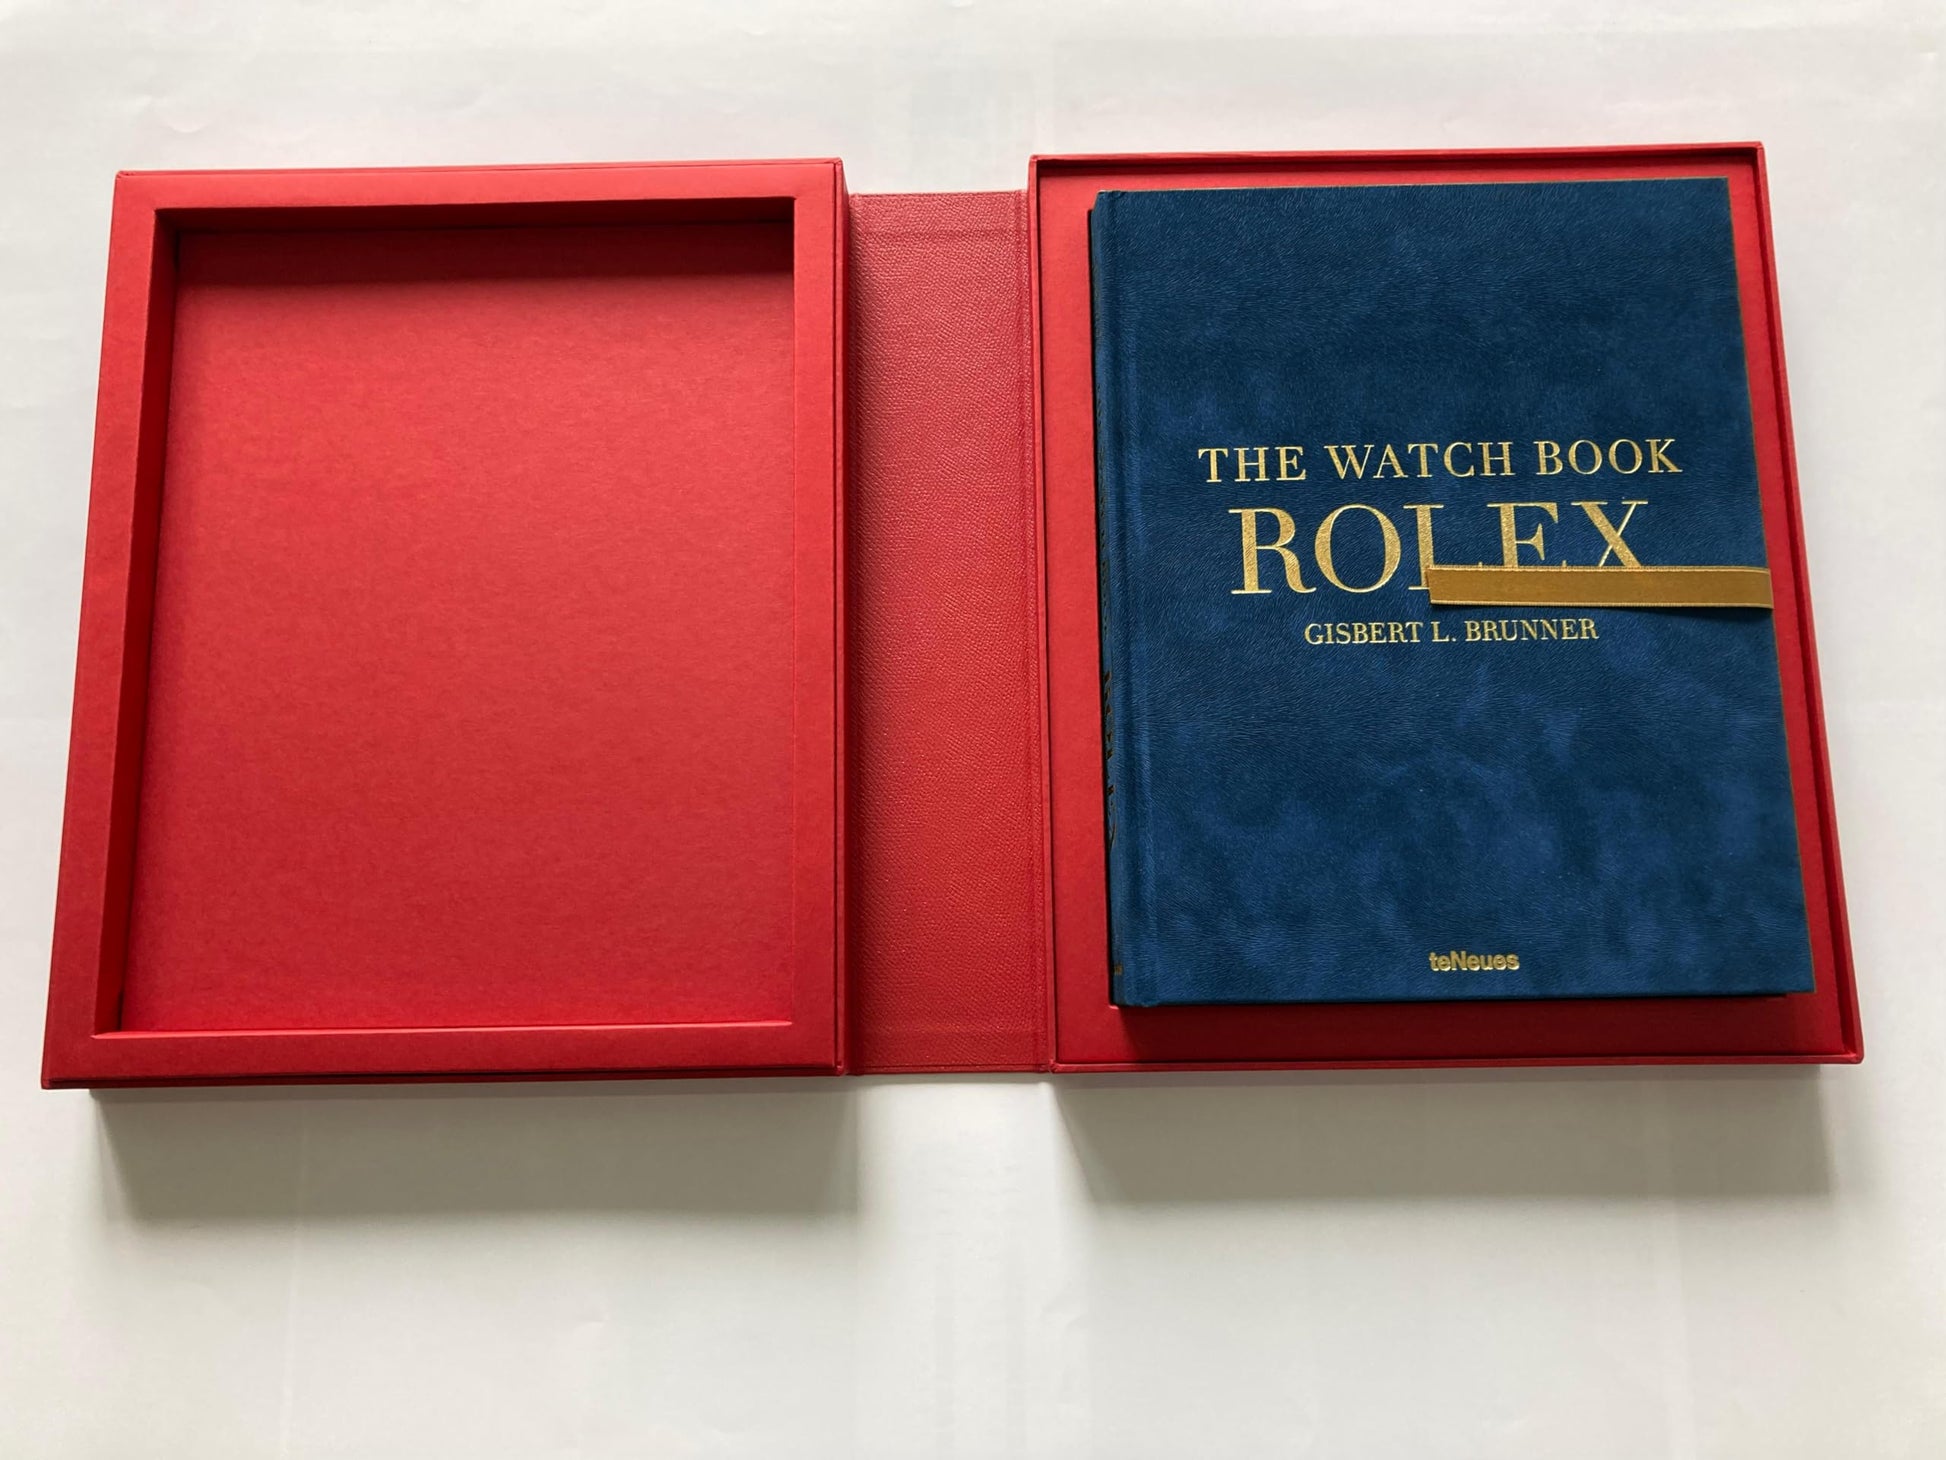 THE WATCH BOOK
ROLEX
GISBERT L. BRUNNER
teNeues